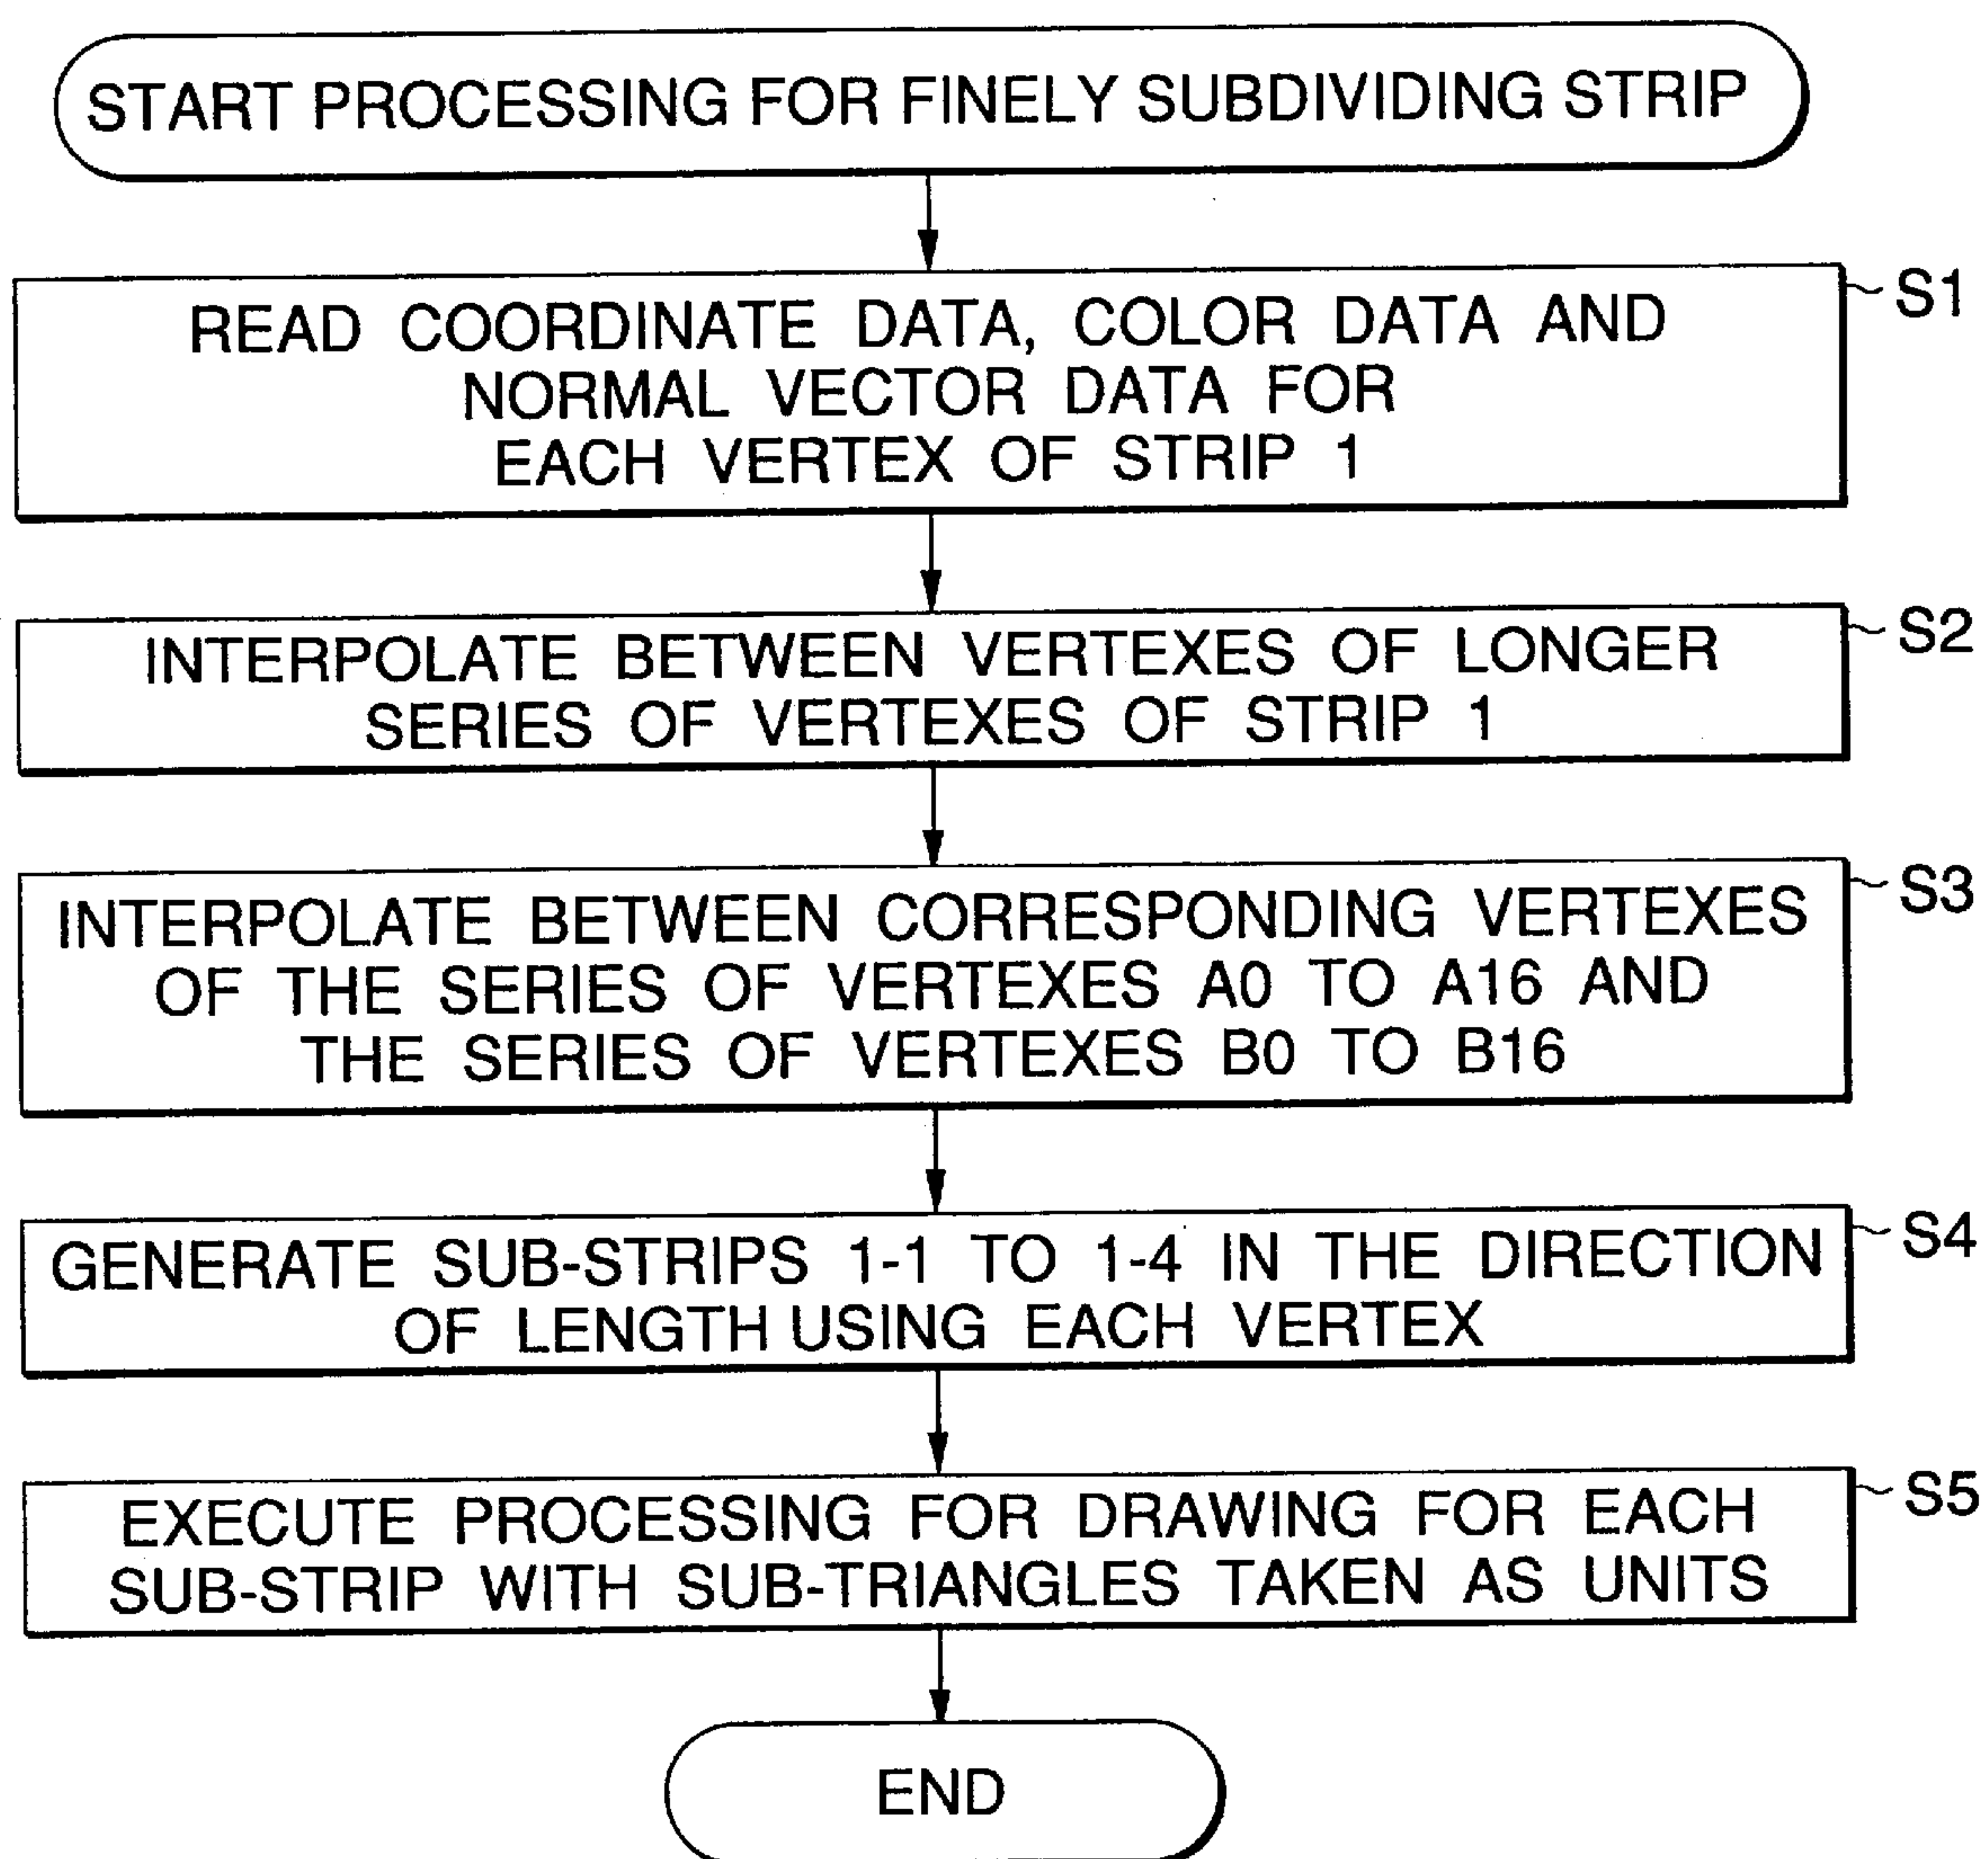 START PROCESSING FOR FINELY SUBDIVIDING STRIP
S1
READ COORDINATE DATA, COLOR DATA AND
NORMAL VECTOR DATA FOR
EACH VERTEX OF STRIP 1
S2
INTERPOLATE BETWEEN VERTEXES OF LONGER
SERIES OF VERTEXES OF STRIP 1
S3
INTERPOLATE BETWEEN CORRESPONDING VERTEXES
OF THE SERIES OF VERTEXES A0 TO A16 AND
THE SERIES OF VERTEXES B0 TO B16
S4
GENERATE SUB-STRIPS 1-1 TO 1-4 IN THE DIRECTION
OF LENGTH USING EACH VERTEX
S5
EXECUTE PROCESSING FOR DRAWING FOR EACH
SUB-STRIP WITH SUB-TRIANGLES TAKEN AS UNITS
END